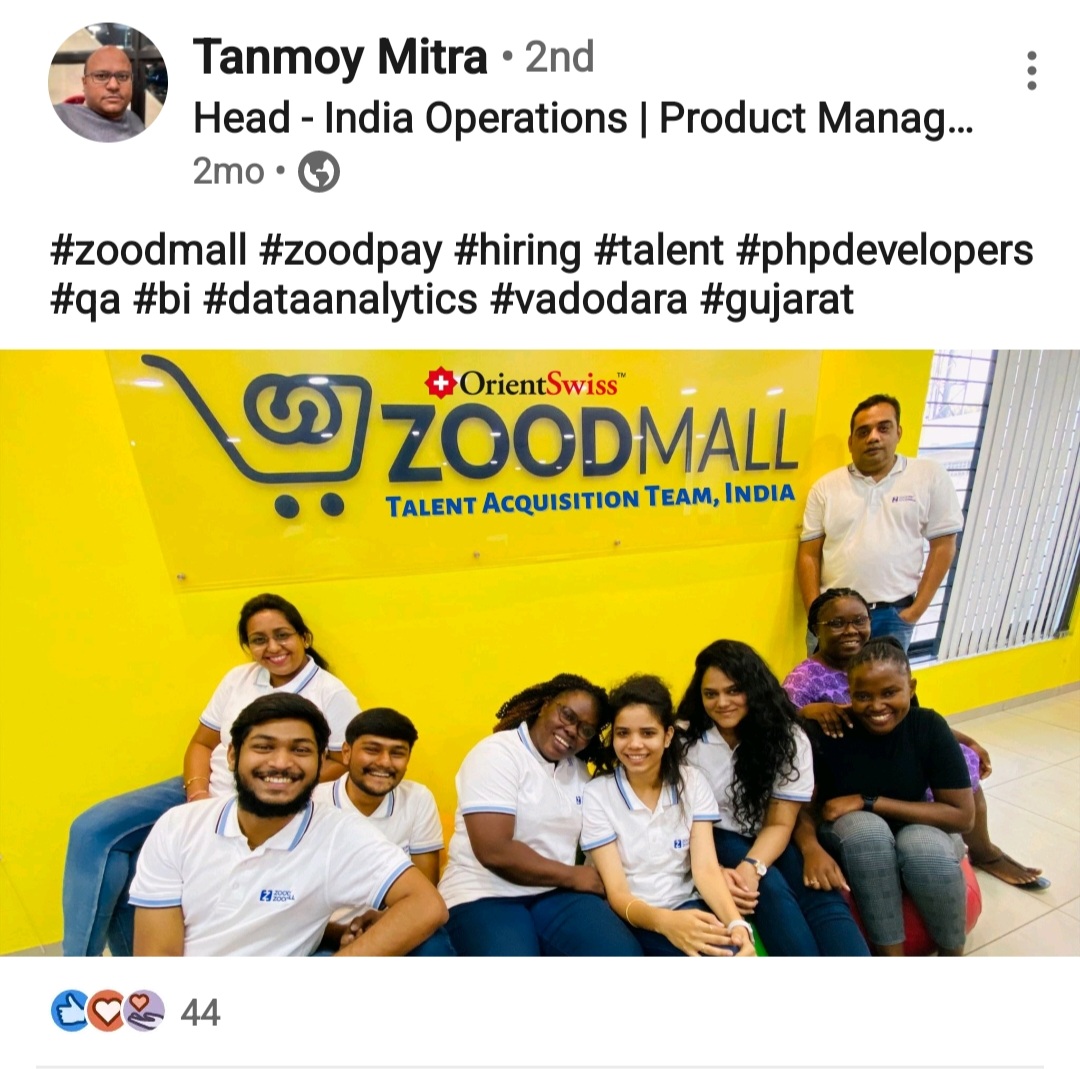 Tanmoy Mitra • 2nd
Head - India Operations | Product Manag...
2mo •
#zoodmall #zoodpay #hiring #talent #phpdevelopers
#qa #bi #dataanalytics #vadodara #gujarat
OrientSwiss™
ZOODMALL
TALENT ACQUISITION TEAM, INDIA
44